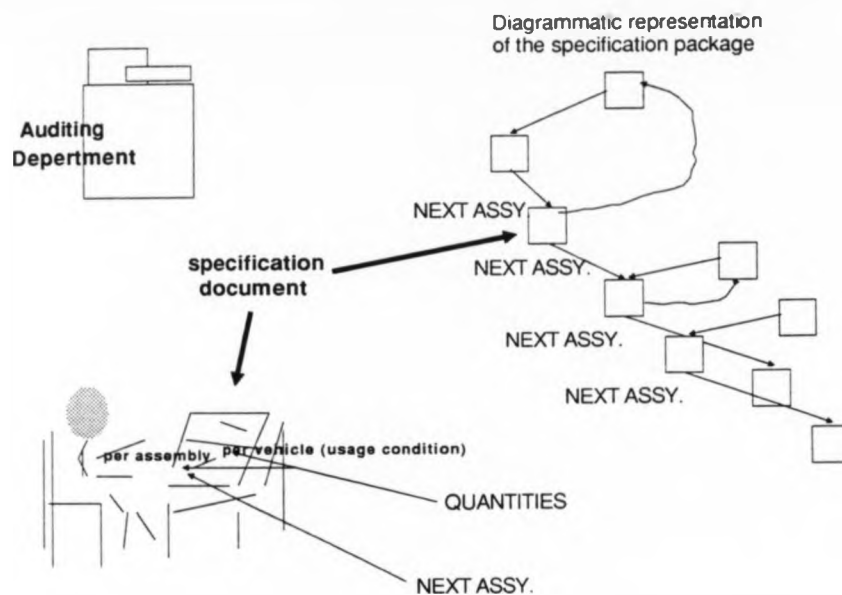 Diagrammatic representation
of the specification package
Auditing
Depertment
NEXT ASSY.
specification
document
NEXT ASSY.
NEXT ASSY.
NEXT ASSY.
per assembly
per vehicle (usage condition)
QUANTITIES
NEXT ASSY.